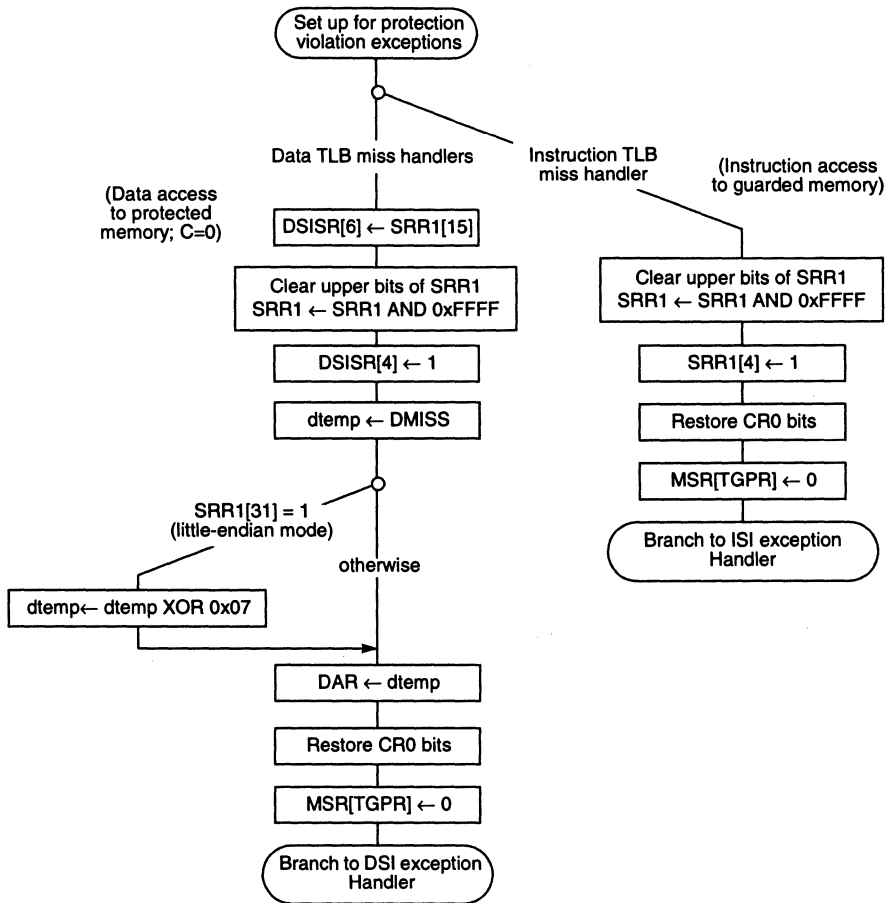 Set up for protection
violation exceptions
Data TLB miss handlers
Instruction TLB
miss handler
(Instruction access
to guarded memory)
(Data access
to protected
memory; C=0)
DSISR[6] ← SRR1[15]
Clear upper bits of SRR1
SRR1 ← SRR1 AND 0xFFFF
DSISR[4] ← 1
dtemp ← DMISS
Clear upper bits of SRR1
SRR1 ← SRR1 AND 0xFFFF
SRR1[4] ← 1
Restore CR0 bits
MSR[TGPR] ← 0
Branch to ISI exception
Handler
SRR1[31] = 1
(little-endian mode)
otherwise
dtemp← dtemp XOR 0x07
DAR ← dtemp
Restore CR0 bits
MSR[TGPR] ← 0
Branch to DSI exception
Handler